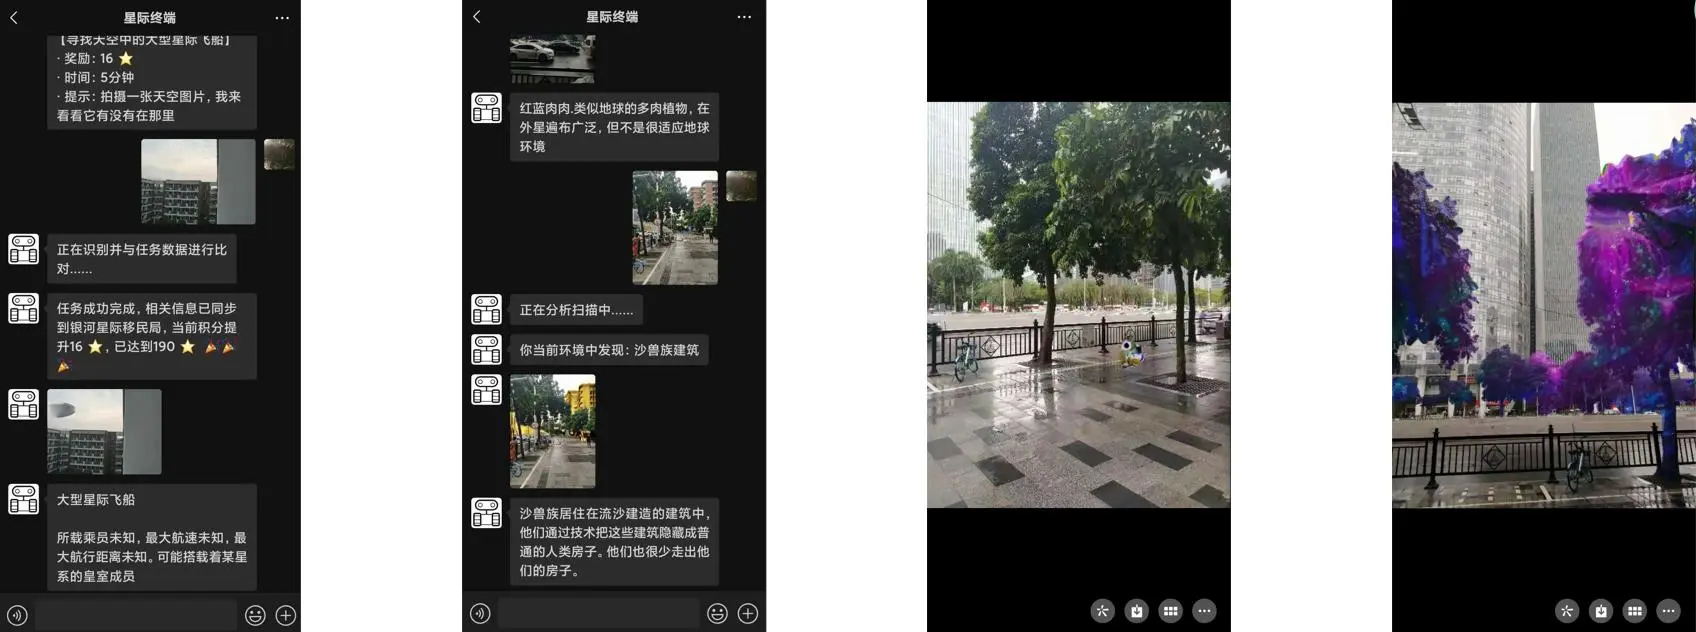 星际终端
【寻找天空中的大型星际飞船】
· 奖励: 16 ⭐
· 时间: 5分钟
· 提示: 拍摄一张天空图片, 我来
看看它有没有在那里
正在识别并与任务数据进行比
对......
任务成功完成, 相关信息已同步
到银河星际移民局, 当前积分提
升16 ⭐, 已达到190 ⭐ 🎉🎉
🎉
大型星际飞船
所载乘员未知, 最大航速未知, 最
大航行距离未知。可能搭载着某星
系的皇室成员
星际终端
红蓝肉肉.类似地球的多肉植物, 在
外星遍布广泛, 但不是很适应地球
环境
正在分析扫描中......
你当前环境中发现: 沙兽族建筑
沙兽族居住在流沙建造的建筑中,
他们通过技术把这些建筑隐藏成普
通的人类房子。他们也很少走出他
们的房子。